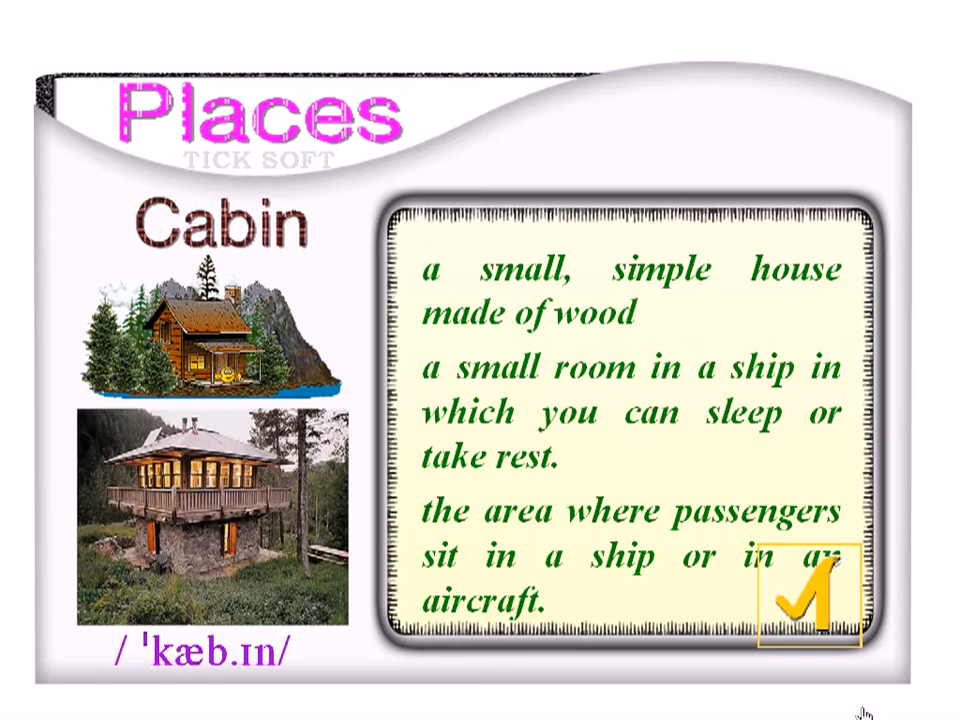 Places
TICK SOFT
Cabin
a small, simple house
made of wood
a small room in a ship in
which you can sleep or
take rest.
the area where passengers
sit in a ship or in an
aircraft.
/ ˈkæb.ɪn/